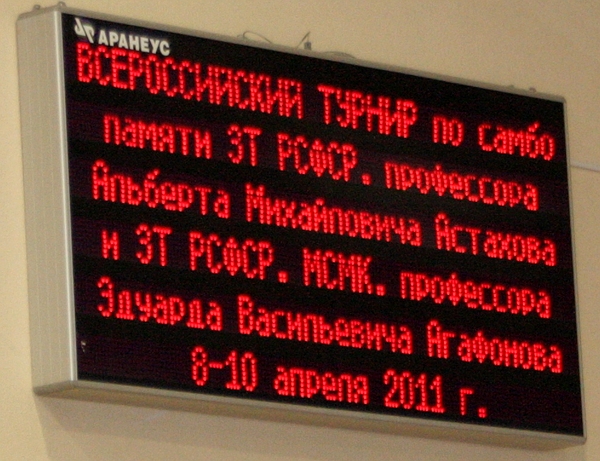 АРАНЕУС
ВСЕРОССИЙСКИЙ ТУРНИР по самбо
памяти ЗТ РСФСР. профессора
Альберта Михайловича Астахова
и ЗТ РСФСР. МСМК. профессора
Эдуарда Васильевича Агафонова
8-10 апреля 2011 г.